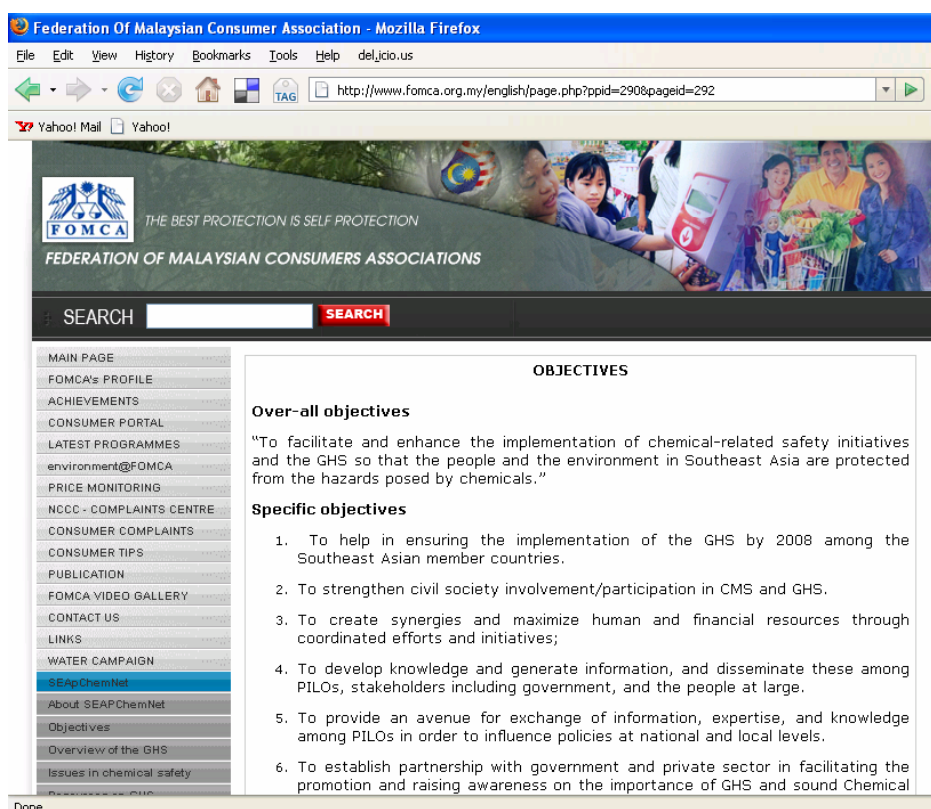 Federation Of Malaysian Consumer Association - Mozilla Firefox
File Edit View History Bookmarks Tools Help del.icio.us
TAG http://www.fomca.org.my/english/page.php?ppid=290&pageid=292
Yahoo! Mail Yahoo!
FOMCA
THE BEST PROTECTION IS SELF PROTECTION
FEDERATION OF MALAYSIAN CONSUMERS ASSOCIATIONS
SEARCH SEARCH
MAIN PAGE
FOMCA's PROFILE
ACHIEVEMENTS
CONSUMER PORTAL
LATEST PROGRAMMES
environment@FOMCA
PRICE MONITORING
NCCC - COMPLAINTS CENTRE
CONSUMER COMPLAINTS
CONSUMER TIPS
PUBLICATION
FOMCA VIDEO GALLERY
CONTACT US
LINKS
WATER CAMPAIGN
SEApChemNet
About SEAPChemNet
Objectives
Overview of the GHS
Issues in chemical safety
OBJECTIVES
Over-all objectives
“To facilitate and enhance the implementation of chemical-related safety initiatives
and the GHS so that the people and the environment in Southeast Asia are protected
from the hazards posed by chemicals.”
Specific objectives
1. To help in ensuring the implementation of the GHS by 2008 among the
Southeast Asian member countries.
2. To strengthen civil society involvement/participation in CMS and GHS.
3. To create synergies and maximize human and financial resources through
coordinated efforts and initiatives;
4. To develop knowledge and generate information, and disseminate these among
PILOs, stakeholders including government, and the people at large.
5. To provide an avenue for exchange of information, expertise, and knowledge
among PILOs in order to influence policies at national and local levels.
6. To establish partnership with government and private sector in facilitating the
promotion and raising awareness on the importance of GHS and sound Chemical
Done